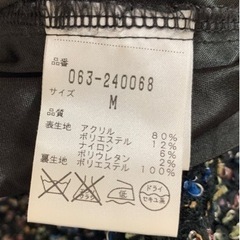 品番
063-240068
サイズ
M
品質
表生地 アクリル 80%
ポリエステル 12%
ナイロン 6%
ポリウレタン 2%
裏生地 ポリエステル 100%
低 ドライ
セキユ系